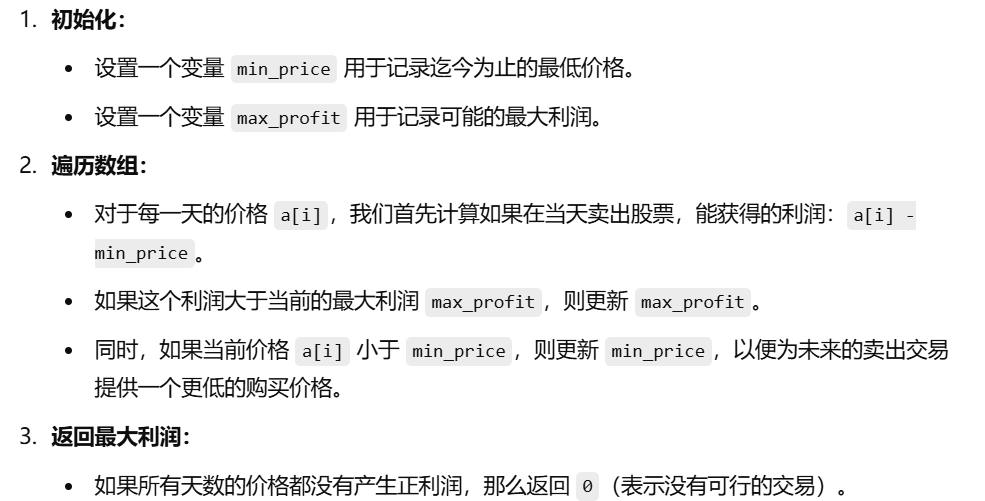 1. 初始化：
• 设置一个变量 min_price 用于记录迄今为止的最低价格。
• 设置一个变量 max_profit 用于记录可能的最大利润。
2. 遍历数组：
• 对于每一天的价格 a[i]，我们首先计算如果在当天卖出股票，能获得的利润：a[i] -
min_price。
• 如果这个利润大于当前的最大利润 max_profit，则更新 max_profit。
• 同时，如果当前价格 a[i] 小于 min_price，则更新 min_price，以便为未来的卖出交易
提供一个更低的购买价格。
3. 返回最大利润：
• 如果所有天数的价格都没有产生正利润，那么返回 0（表示没有可行的交易）。